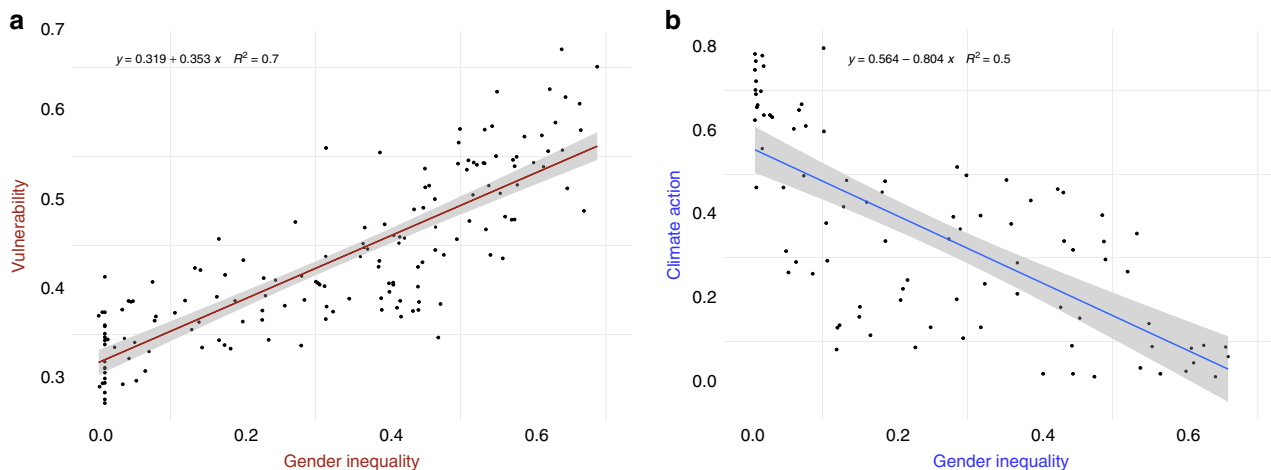 a
y = 0.319 + 0.353 x R² = 0.7
Vulnerability
0.7
0.6
0.5
0.4
0.3
0.0 0.2 0.4 0.6
Gender inequality
b
y = 0.564 – 0.804 x R² = 0.5
Climate action
0.8
0.6
0.4
0.2
0.0
0.0 0.2 0.4 0.6
Gender inequality